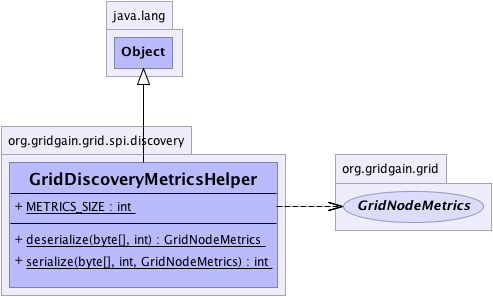 java.lang
Object
org.gridgain.grid.spi.discovery
GridDiscoveryMetricsHelper
+ METRICS_SIZE : int
+ deserialize(byte[], int) : GridNodeMetrics
+ serialize(byte[], int, GridNodeMetrics) : int
org.gridgain.grid
GridNodeMetrics